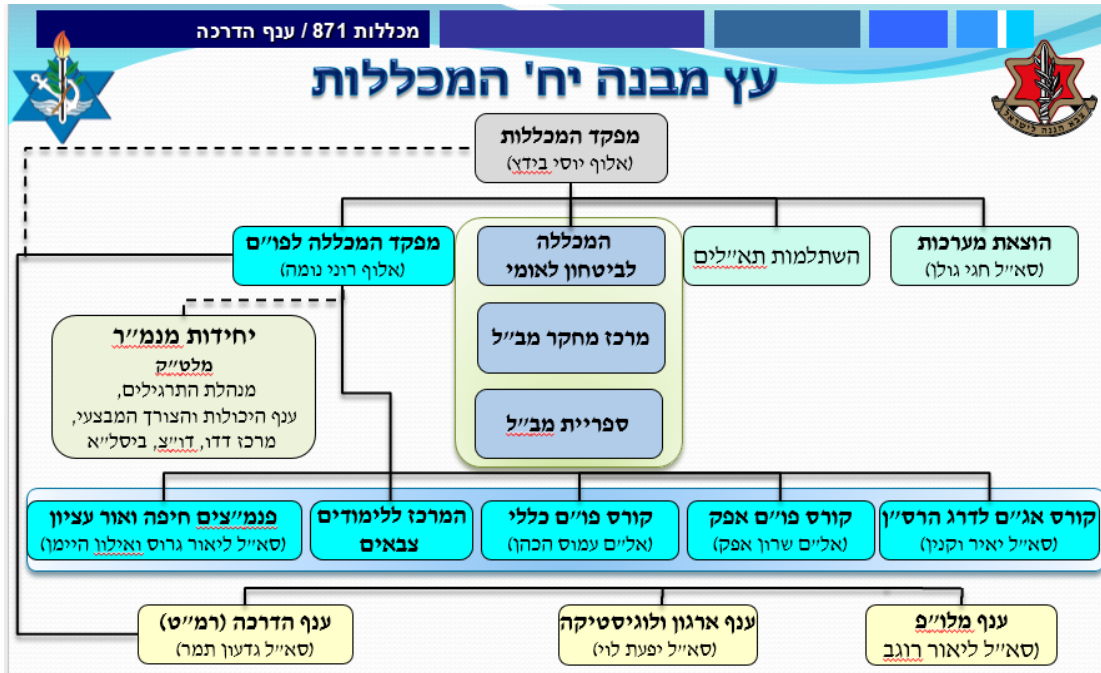 מכללות 871 / ענף הדרכה
עץ מבנה יח' המכללות
צבא הגנה לישראל
מפקד המכללות
(אלוף יוסי בידץ)
הוצאת מערכות
(סא"ל חגי גולן)
השתלמות תא"לים
המכללה
לביטחון לאומי
מפקד המכללה לפו"ם
(אלוף רוני נומה)
מרכז מחקר מב"ל
ספריית מב"ל
יחידות מנמ"ר
מלט"ק
מנהלת התרגילים,
ענף היכולות והצורך המבצעי,
מרכז דדו, דו"צ, ביסל"א
קורס אג"ם לדרג הרס"ן
(סא"ל יאיר וקנין)
קורס פו"ם אפק
(אל"ם שרון אפק)
קורס פו"ם כללי
(אל"ם עמוס הכהן)
המרכז ללימודים
צבאים
פנמ"צים חיפה ואור עציון
(סא"ל ליאור גרוס ואילון היימן)
ענף מלו"פ
(סא"ל ליאור רוגב
ענף ארגון ולוגיסטיקה
(סא"ל יפעת לוי)
ענף הדרכה (רמ"ט)
(סא"ל גדעון תמר)